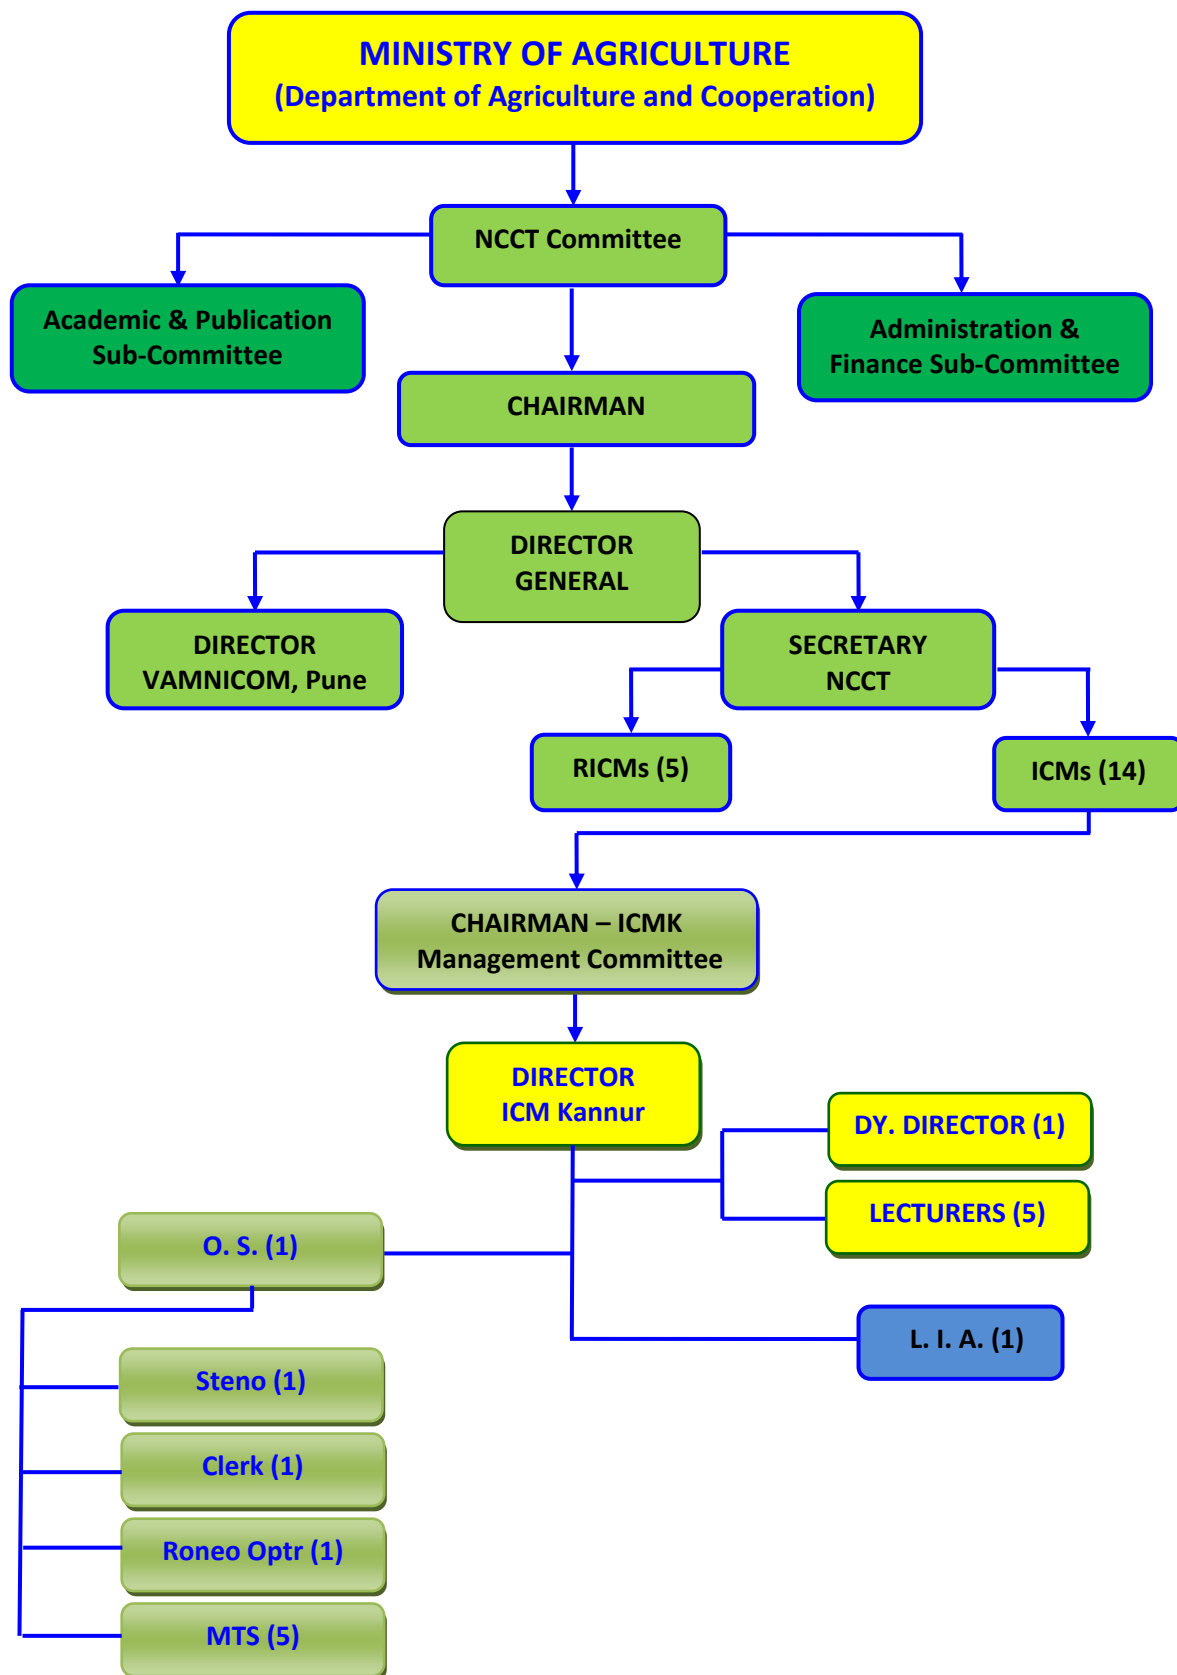 MINISTRY OF AGRICULTURE
(Department of Agriculture and Cooperation)
NCCT Committee
Academic & Publication
Sub-Committee
Administration &
Finance Sub-Committee
CHAIRMAN
DIRECTOR
GENERAL
DIRECTOR
VAMNICOM, Pune
SECRETARY
NCCT
RICMs (5)
ICMs (14)
CHAIRMAN – ICMK
Management Committee
DIRECTOR
ICM Kannur
DY. DIRECTOR (1)
LECTURERS (5)
O. S. (1)
L. I. A. (1)
Steno (1)
Clerk (1)
Roneo Optr (1)
MTS (5)